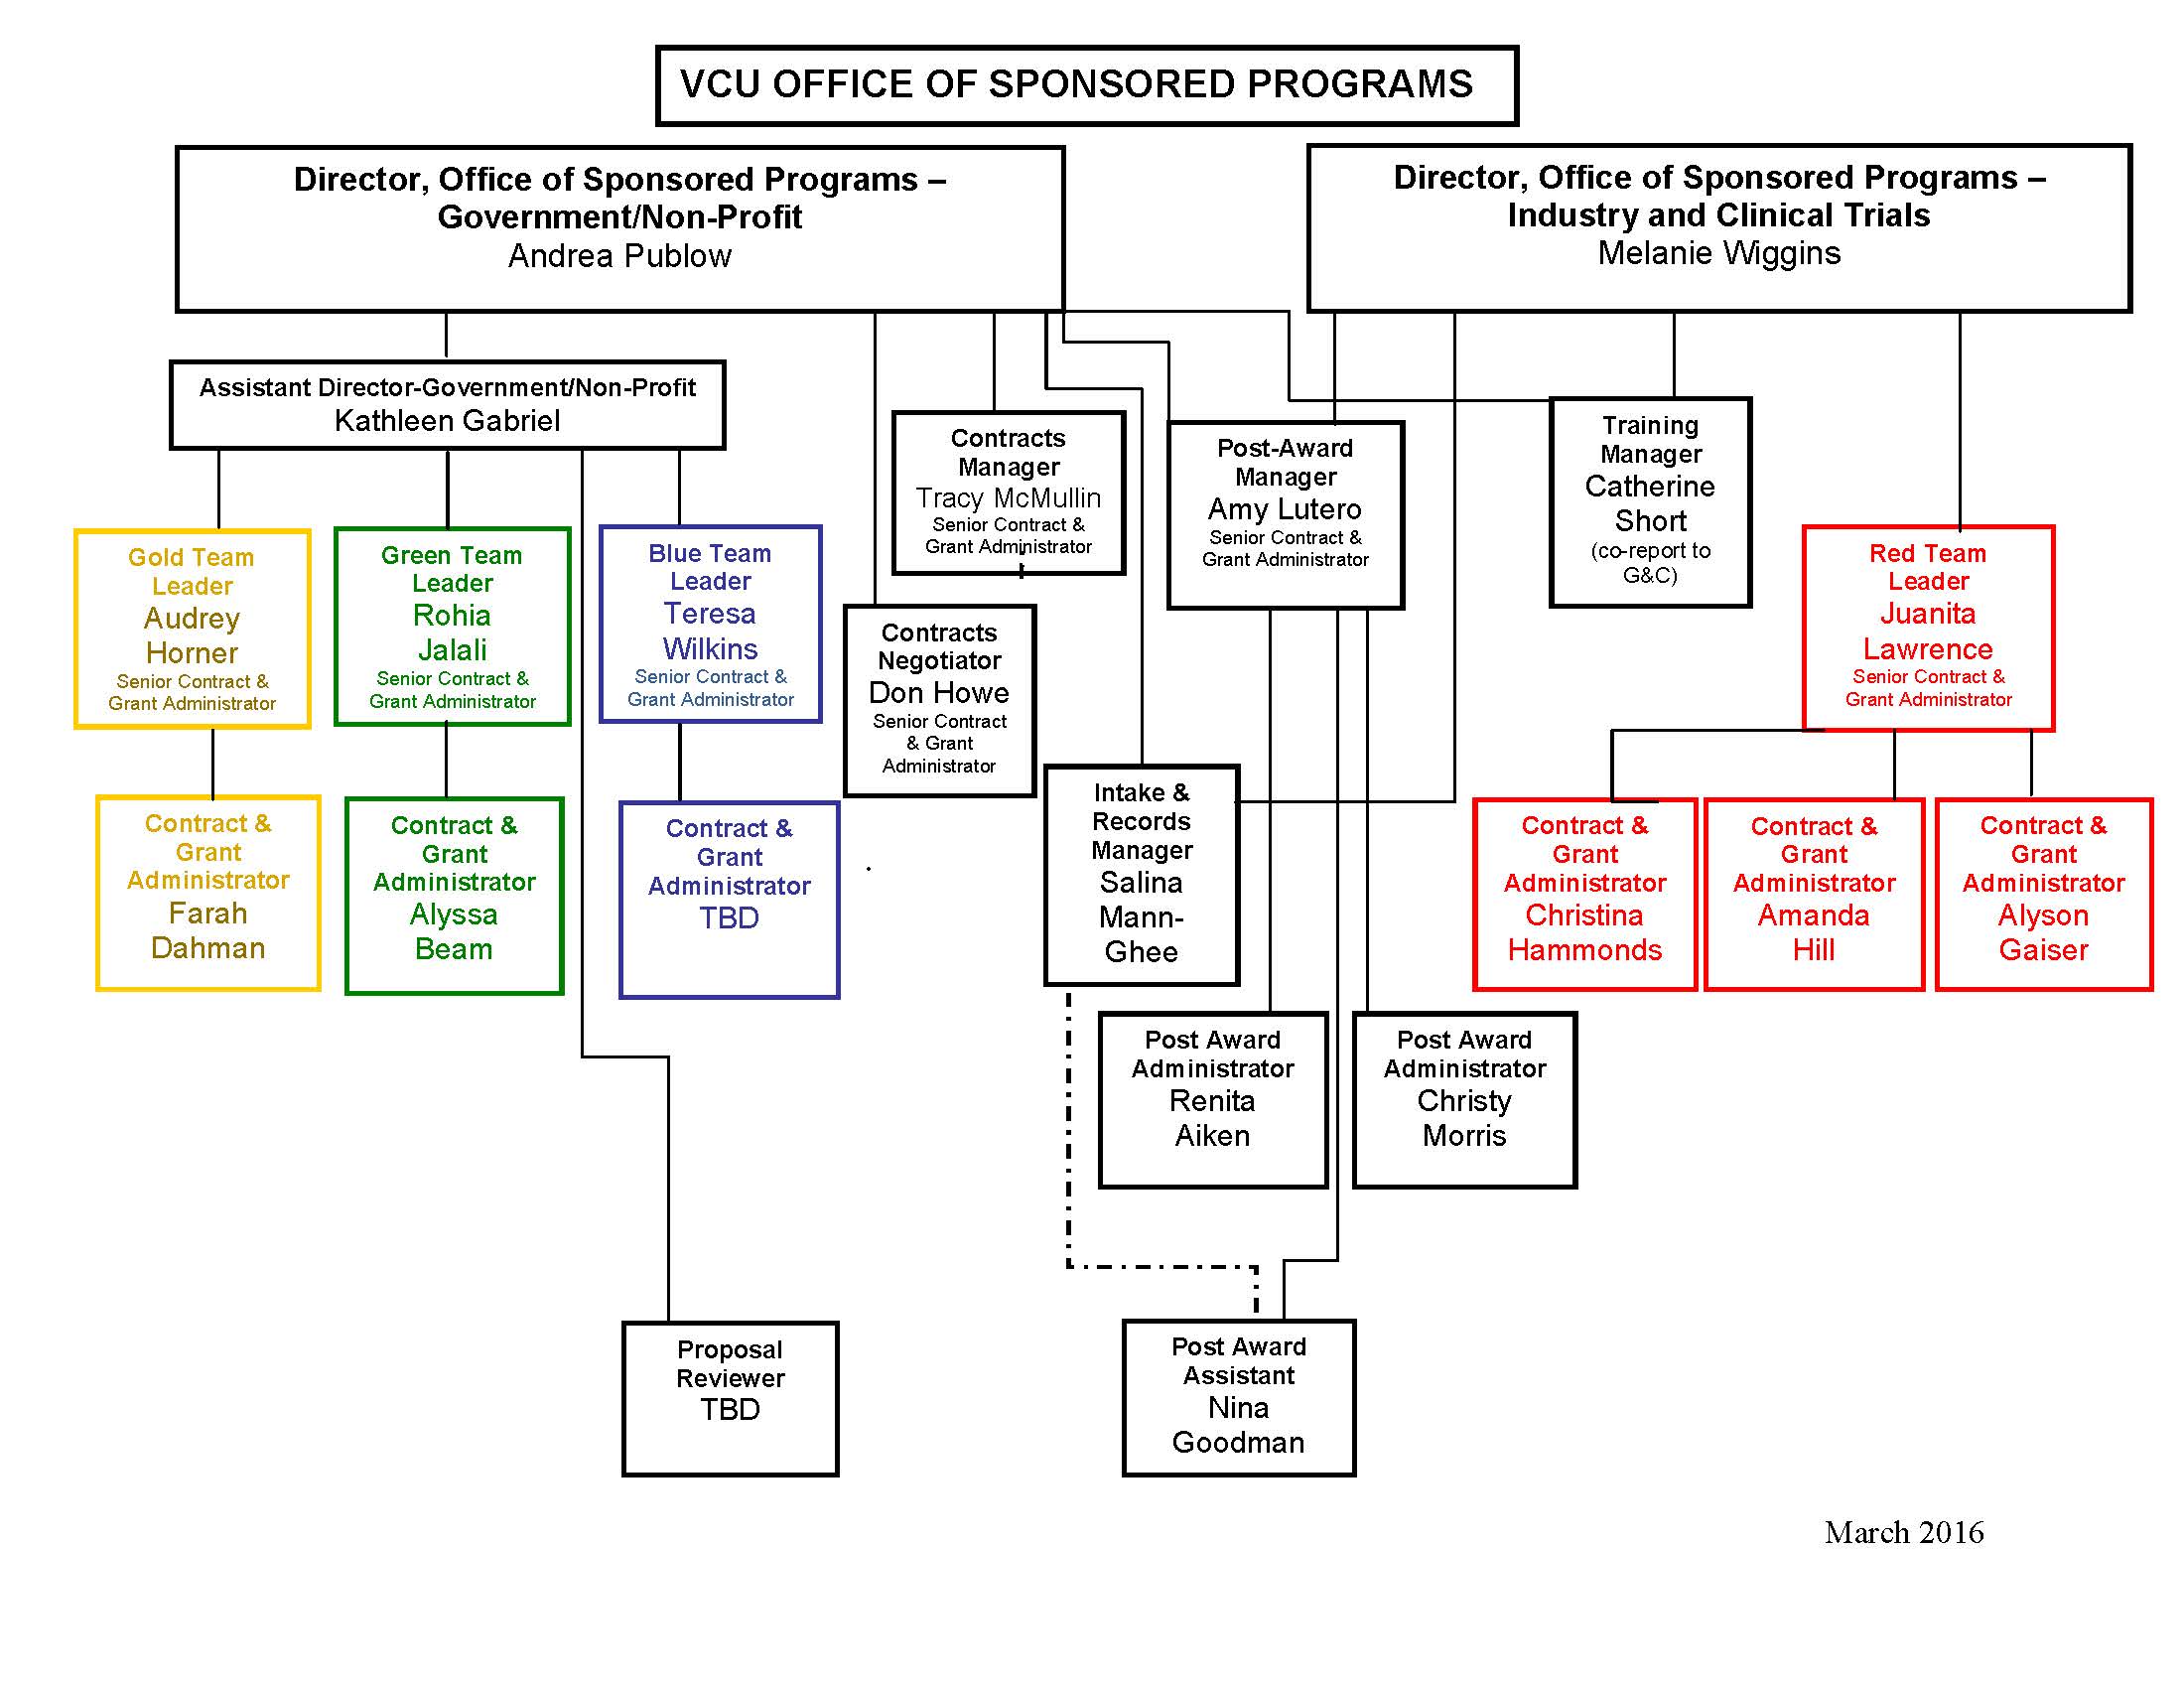 VCU OFFICE OF SPONSORED PROGRAMS
Director, Office of Sponsored Programs –
Government/Non-Profit
Andrea Publow
Director, Office of Sponsored Programs –
Industry and Clinical Trials
Melanie Wiggins
Assistant Director-Government/Non-Profit
Kathleen Gabriel
Contracts
Manager
Tracy McMullin
Senior Contract &
Grant Administrator
Post-Award
Manager
Amy Lutero
Senior Contract &
Grant Administrator
Training
Manager
Catherine
Short
(co-report to
G&C)
Gold Team
Leader
Audrey
Horner
Senior Contract &
Grant Administrator
Green Team
Leader
Rohia
Jalali
Senior Contract &
Grant Administrator
Blue Team
Leader
Teresa
Wilkins
Senior Contract &
Grant Administrator
Contracts
Negotiator
Don Howe
Senior Contract
& Grant
Administrator
Red Team
Leader
Juanita
Lawrence
Senior Contract &
Grant Administrator
Contract &
Grant
Administrator
Farah
Dahman
Contract &
Grant
Administrator
Alyssa
Beam
Contract &
Grant
Administrator
TBD
Intake &
Records
Manager
Salina
Mann-
Ghee
Contract &
Grant
Administrator
Christina
Hammonds
Contract &
Grant
Administrator
Amanda
Hill
Contract &
Grant
Administrator
Alyson
Gaiser
Post Award
Administrator
Renita
Aiken
Post Award
Administrator
Christy
Morris
Proposal
Reviewer
TBD
Post Award
Assistant
Nina
Goodman
March 2016